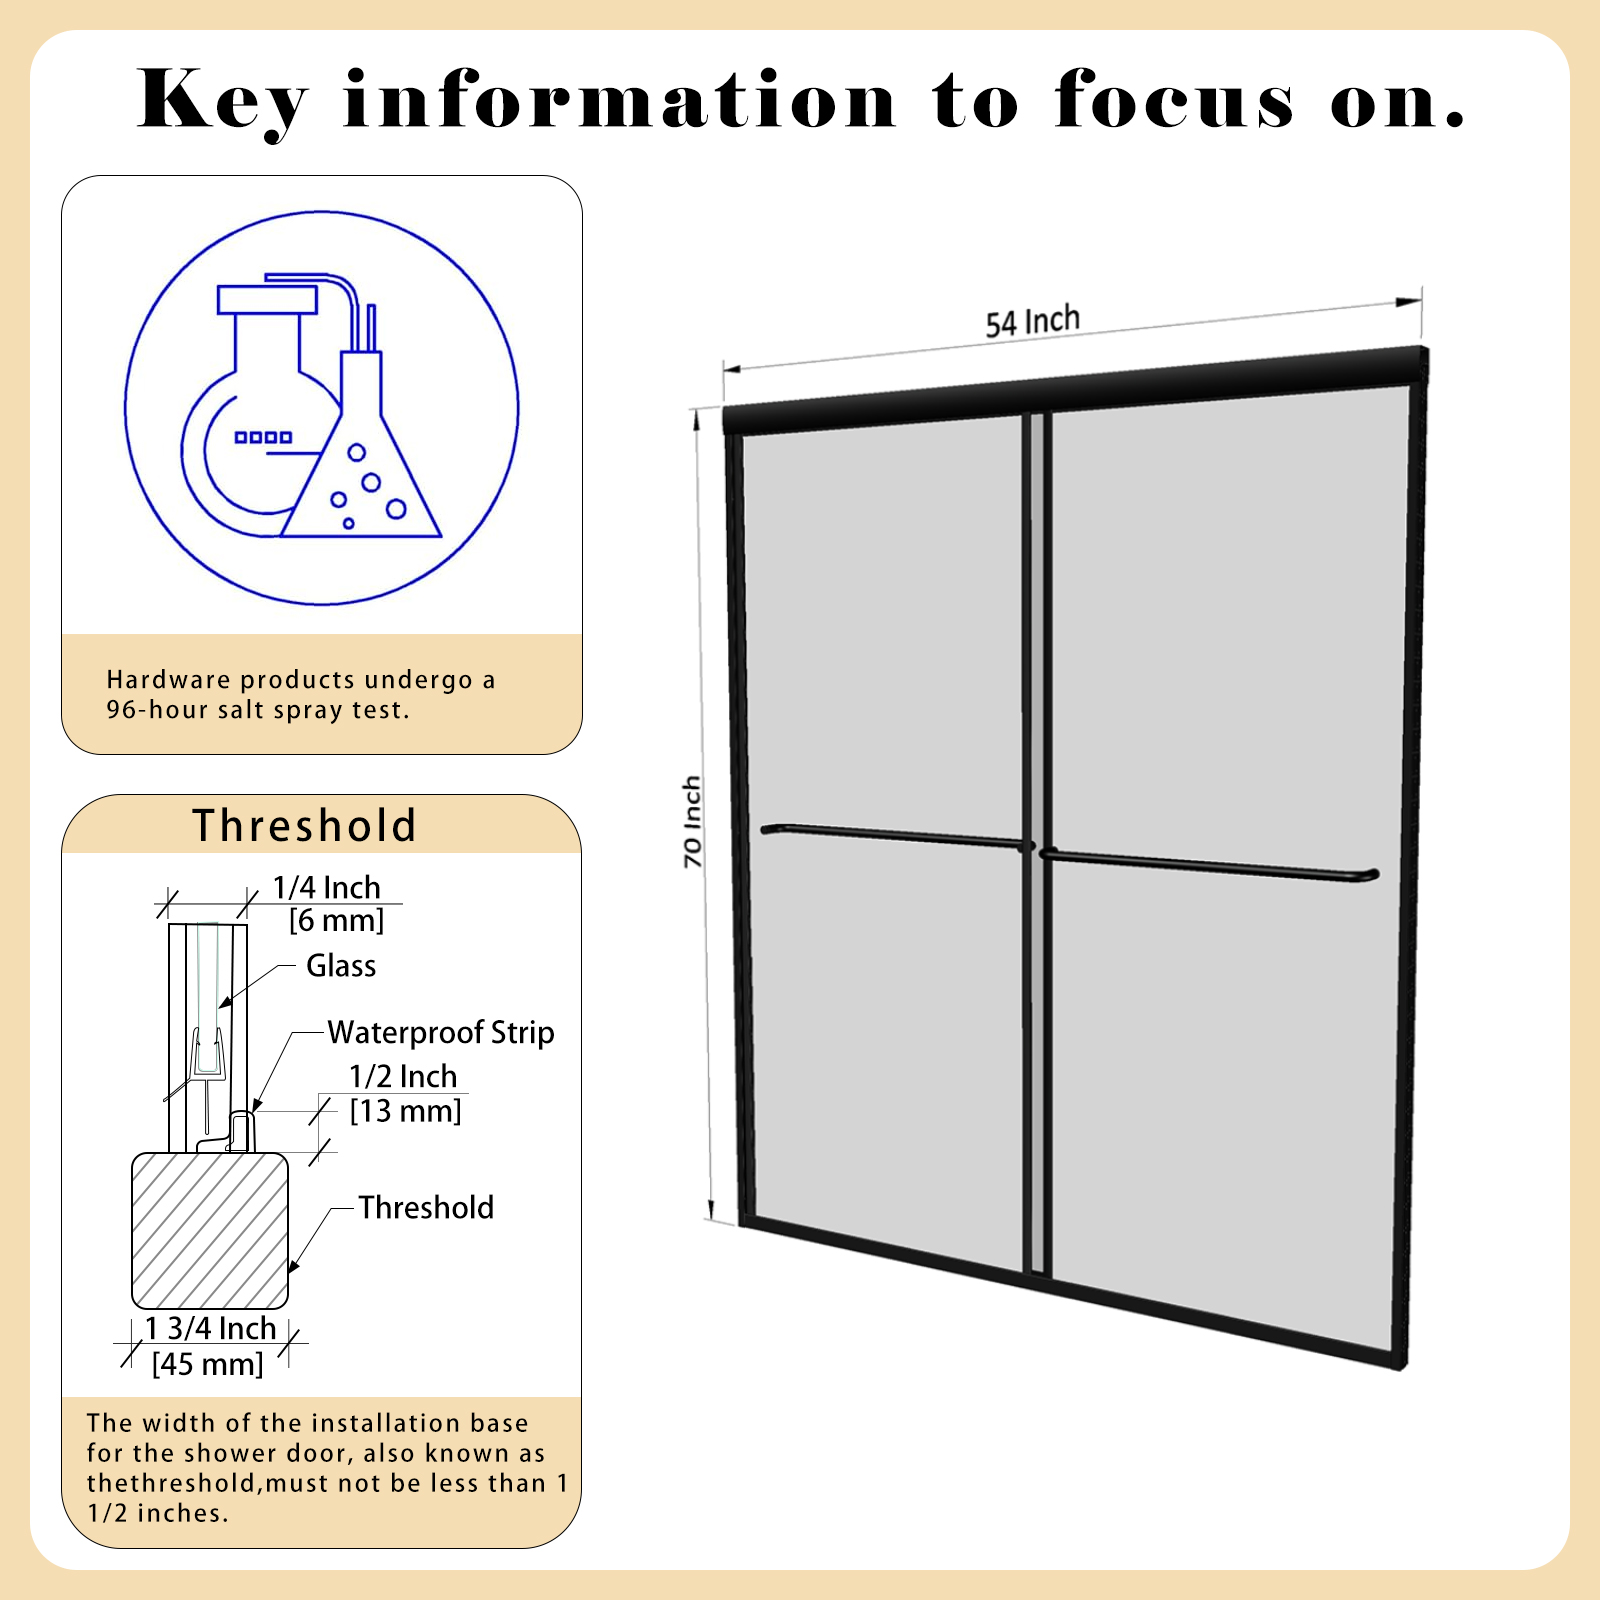 Key information to focus on.
Hardware products undergo a
96-hour salt spray test.
54 Inch
70 Inch
Threshold
1/4 Inch
[6 mm]
Glass
Waterproof Strip
1/2 Inch
[13 mm]
Threshold
1 3/4 Inch
[45 mm]
The width of the installation base
for the shower door, also known as
thethreshold,must not be less than 1
1/2 inches.